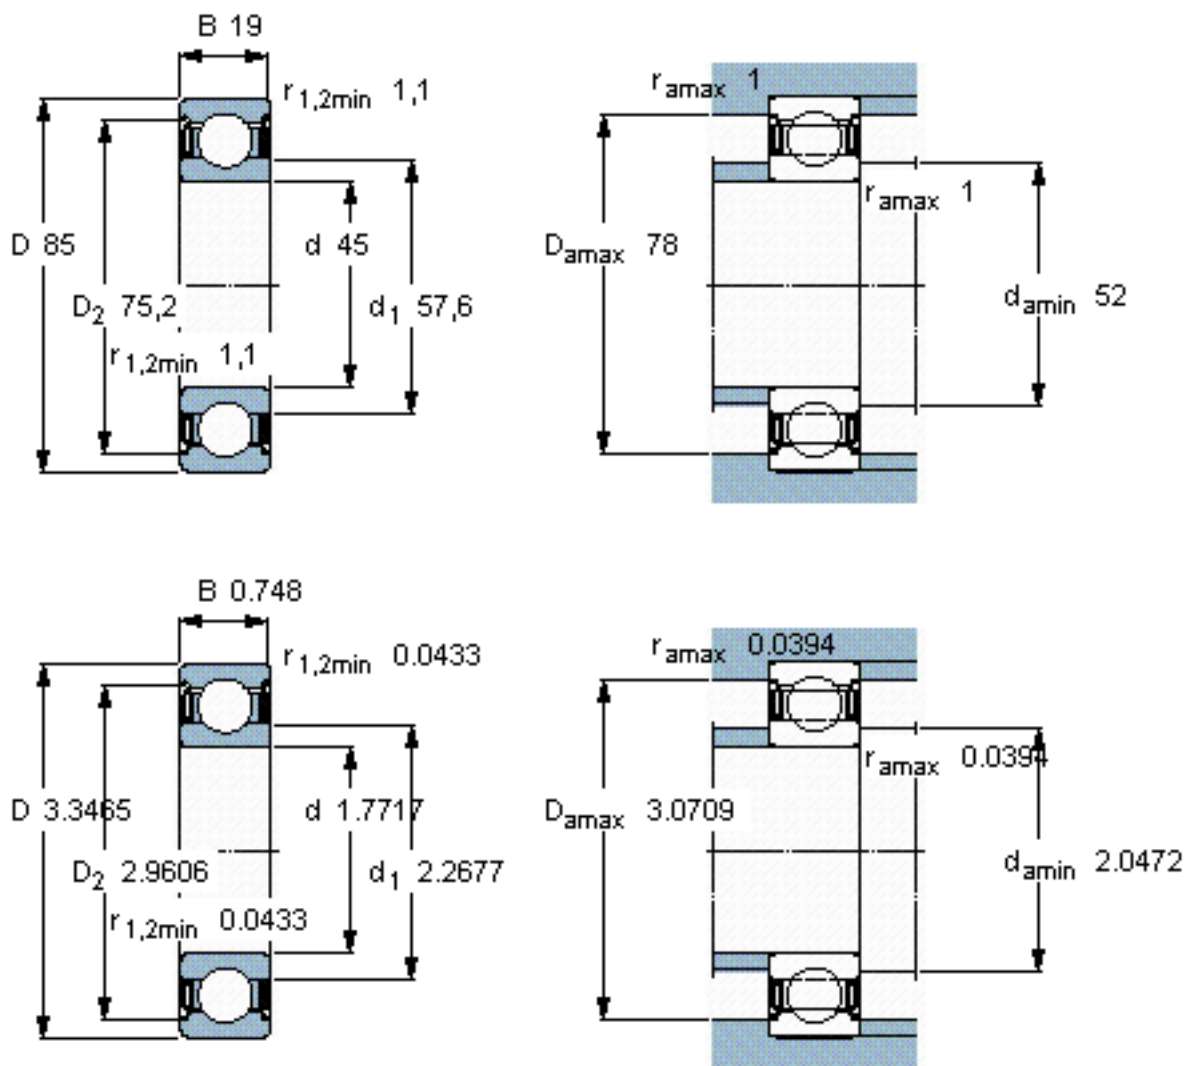 B 19
r1,2min 1,1
ramax 1
ramax 1
D 85
d 45
Damax 78
D2 75,2
d1 57,6
damin 52
r1,2min 1,1
B 0.748
r1,2min 0.0433
ramax 0.0394
ramax 0.0394
D 3.3465
d 1.7717
Damax 3.0709
D2 2.9606
d1 2.2677
damin 2.0472
r1,2min 0.0433